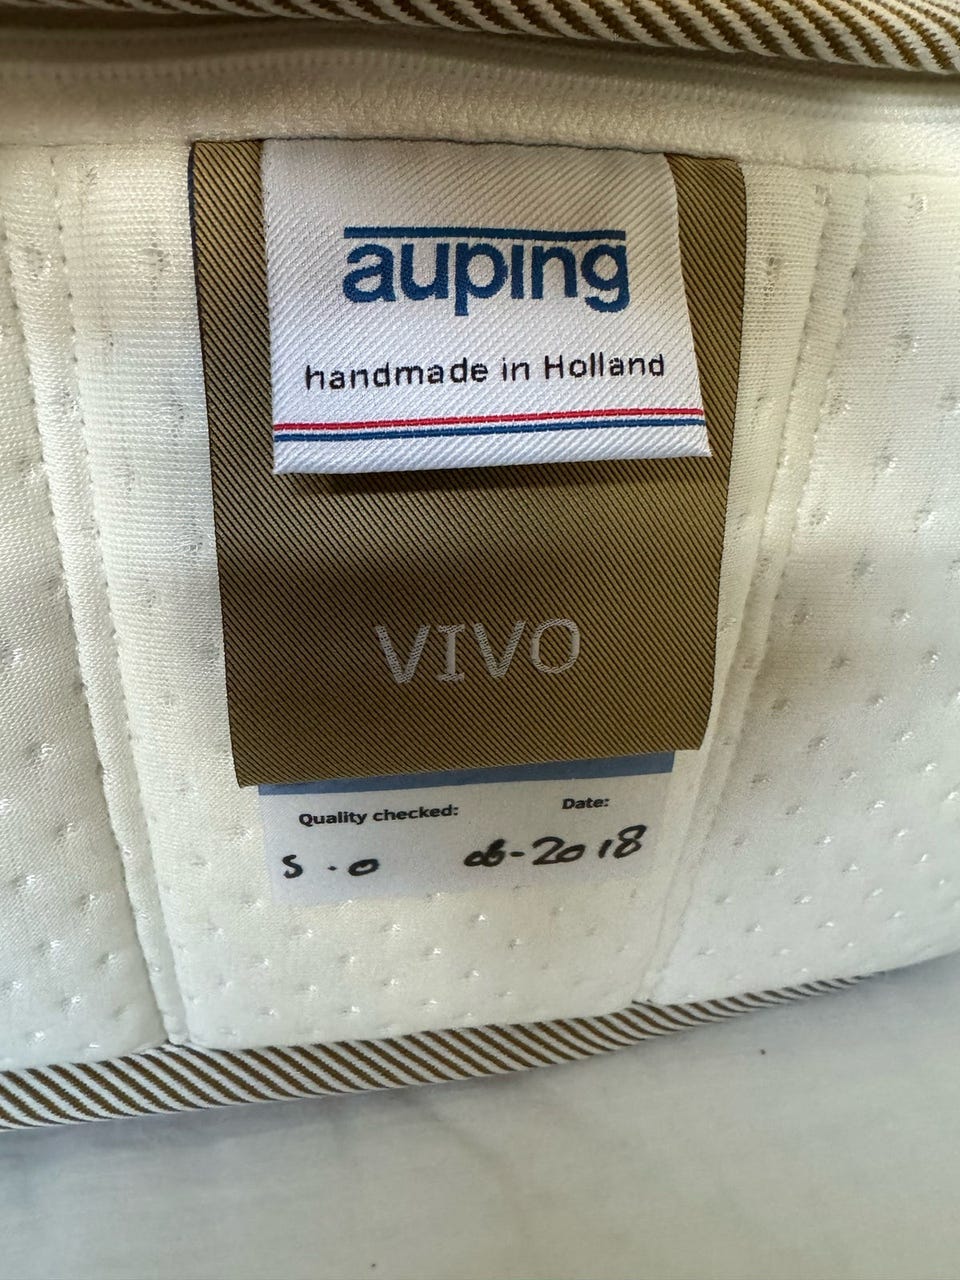 auping
handmade in Holland
VIVO
Quality checked: Date:
S.O 06-2018